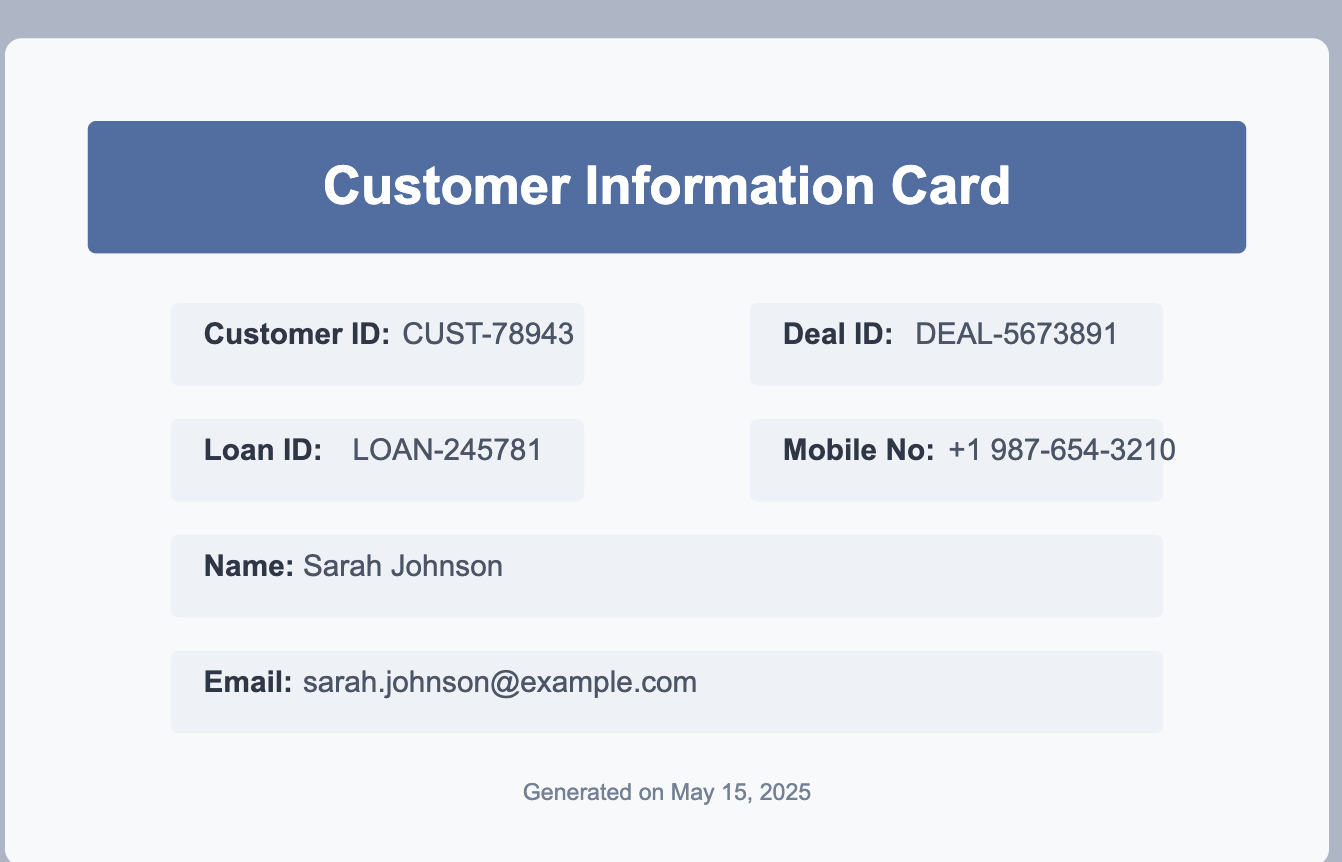 Customer Information Card
Customer ID: CUST-78943 Deal ID: DEAL-5673891
Loan ID: LOAN-245781 Mobile No: +1 987-654-3210
Name: Sarah Johnson
Email: sarah.johnson@example.com
Generated on May 15, 2025